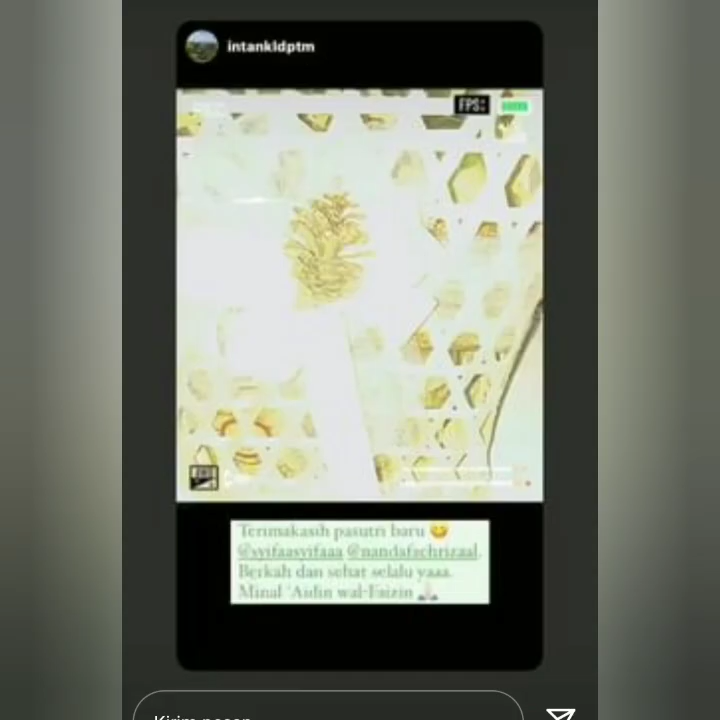 intankldptm
FPS:
Terimakasih pasutri baru 😊
@syifaasyifaaa @nandafachrizaal.
Berkah dan sehat selalu yaaa.
Minal 'Aidin wal-Faizin 🙏🏻
Kirim pesan